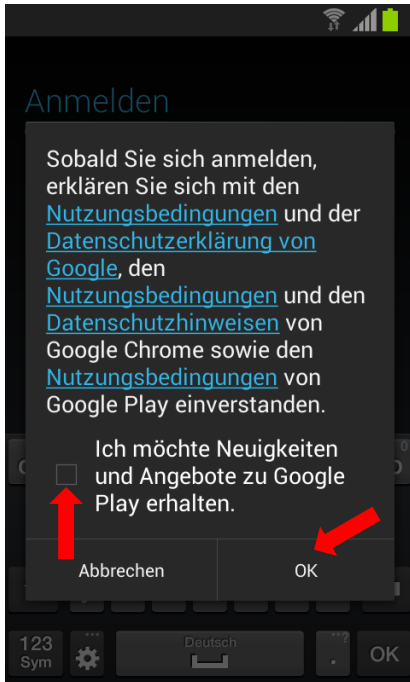 Anmelden
Sobald Sie sich anmelden,
erklären Sie sich mit den
Nutzungsbedingungen und der
Datenschutzerklärung von
Google, den
Nutzungsbedingungen und den
Datenschutzhinweisen von
Google Chrome sowie den
Nutzungsbedingungen von
Google Play einverstanden.
Ich möchte Neuigkeiten
und Angebote zu Google
Play erhalten.
Abbrechen OK
123
Sym ... Deutsch ...? . OK